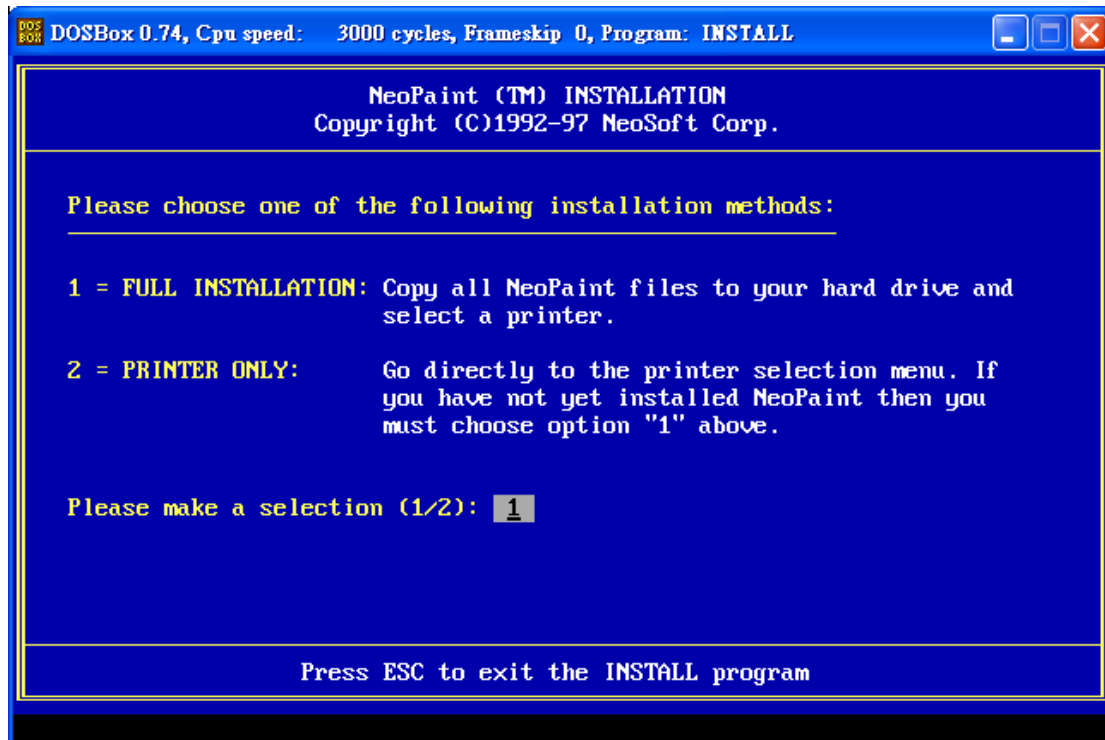 DOS BOX DOSBox 0.74, Cpu speed: 3000 cycles, Frameskip 0, Program: INSTALL
NeoPaint (TM) INSTALLATION
Copyright (C)1992-97 NeoSoft Corp.
Please choose one of the following installation methods:
1 = FULL INSTALLATION: Copy all NeoPaint files to your hard drive and
select a printer.
2 = PRINTER ONLY: Go directly to the printer selection menu. If
you have not yet installed NeoPaint then you
must choose option "1" above.
Please make a selection (1/2): 1
Press ESC to exit the INSTALL program